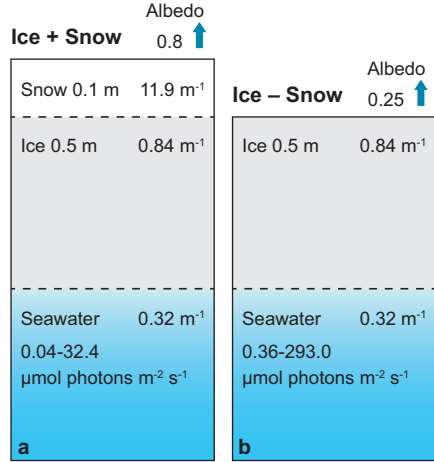 Albedo
Ice + Snow 0.8
Snow 0.1 m 11.9 m⁻¹
Ice 0.5 m 0.84 m⁻¹
Seawater 0.32 m⁻¹
0.04-32.4
µmol photons m⁻² s⁻¹
a
Albedo
Ice – Snow 0.25
Ice 0.5 m 0.84 m⁻¹
Seawater 0.32 m⁻¹
0.36-293.0
µmol photons m⁻² s⁻¹
b